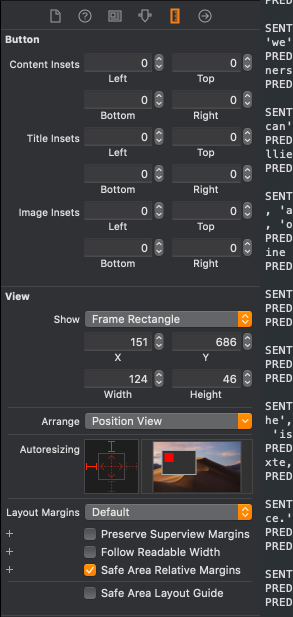 Button
Content Insets 0 0
Left Top
0 0
Bottom Right
Title Insets 0 0
Left Top
0 0
Bottom Right
Image Insets 0 0
Left Top
0 0
Bottom Right
View
Show Frame Rectangle
151 686
X Y
124 46
Width Height
Arrange Position View
Autoresizing
Layout Margins Default
+ Preserve Superview Margins
+ Follow Readable Width
+ Safe Area Relative Margins
Safe Area Layout Guide
PRED
SENT
'we'
PRED
ners
PRED
SENT
can'
PRED
llie
PRED
SENT
, 'a
, 'o
PRED
ine
PRED
SENT
PRED
PRED
SENT
PRED
PRED
SENT
he',
'is
PRED
xte,
PRED
SENT
ce.'
PRED
PRED
SENT
PRED
PRED